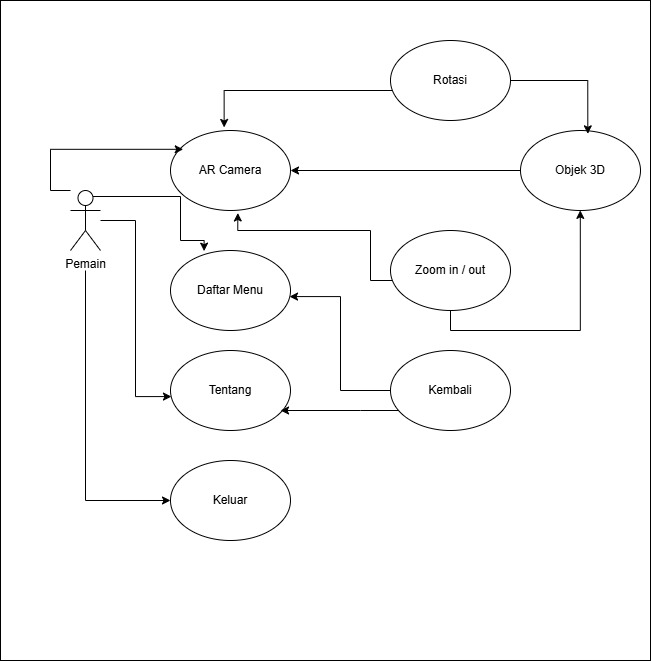 Rotasi
AR Camera
Objek 3D
Pemain
Zoom in / out
Daftar Menu
Tentang
Kembali
Keluar